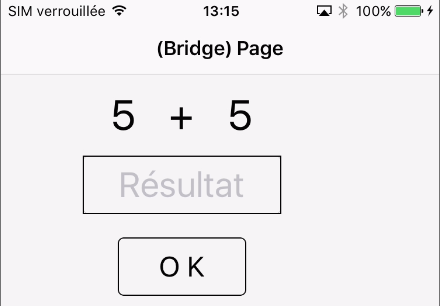 SIM verrouillée 13:15 100%
(Bridge) Page
5 + 5
Résultat
OK